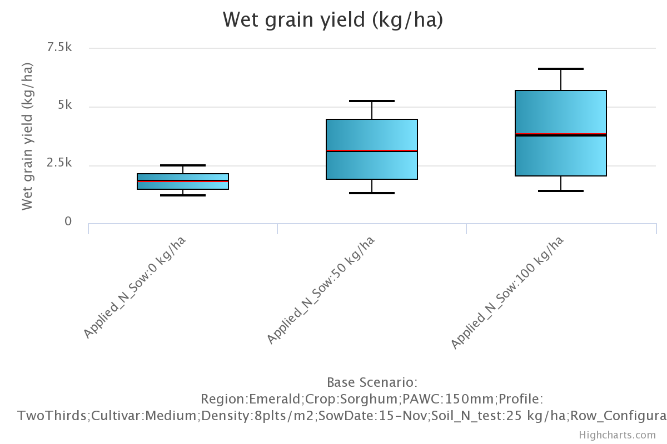 Wet grain yield (kg/ha)
7.5k
5k
2.5k
0
Wet grain yield (kg/ha)
Applied_N_Sow:0 kg/ha
Applied_N_Sow:50 kg/ha
Applied_N_Sow:100 kg/ha
Base Scenario:
Region:Emerald;Crop:Sorghum;PAWC:150mm;Profile:
TwoThirds;Cultivar:Medium;Density:8plts/m2;SowDate:15-Nov;Soil_N_test:25 kg/ha;Row_Configura
Highcharts.com